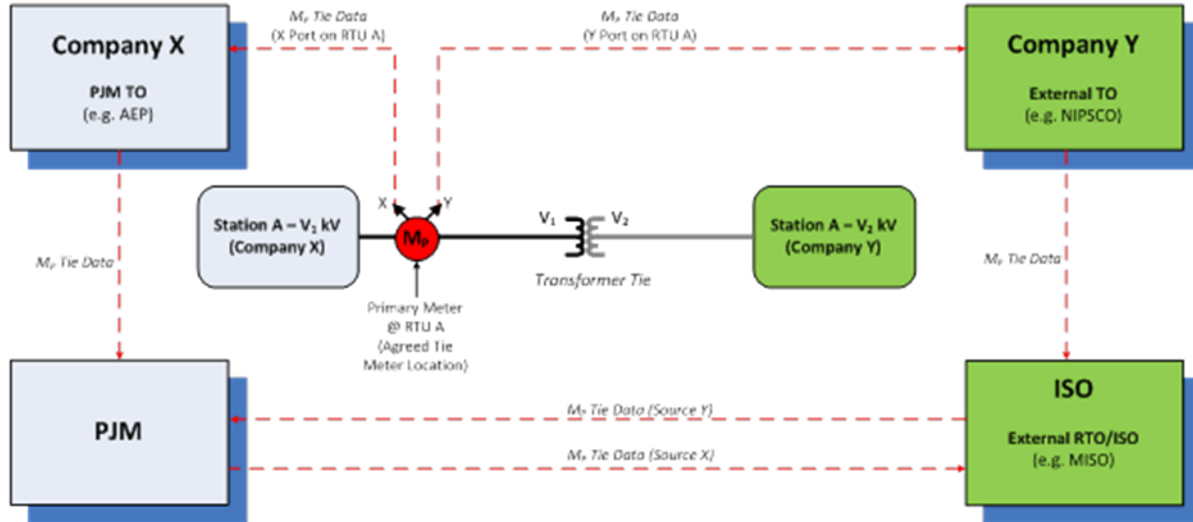 Mₚ Tie Data
(X Port on RTU A)
Mₚ Tie Data
(Y Port on RTU A)
Company X
PJM TO
(e.g. AEP)
Company Y
External TO
(e.g. NIPSCO)
X
Y
Station A – V₁ kV
(Company X)
Mₚ
V₁
V₂
Station A – V₂ kV
(Company Y)
Mₚ Tie Data
Transformer Tie
Mₚ Tie Data
Primary Meter
@ RTU A
(Agreed Tie
Meter Location)
PJM
Mₚ Tie Data (Source Y)
Mₚ Tie Data (Source X)
ISO
External RTO/ISO
(e.g. MISO)